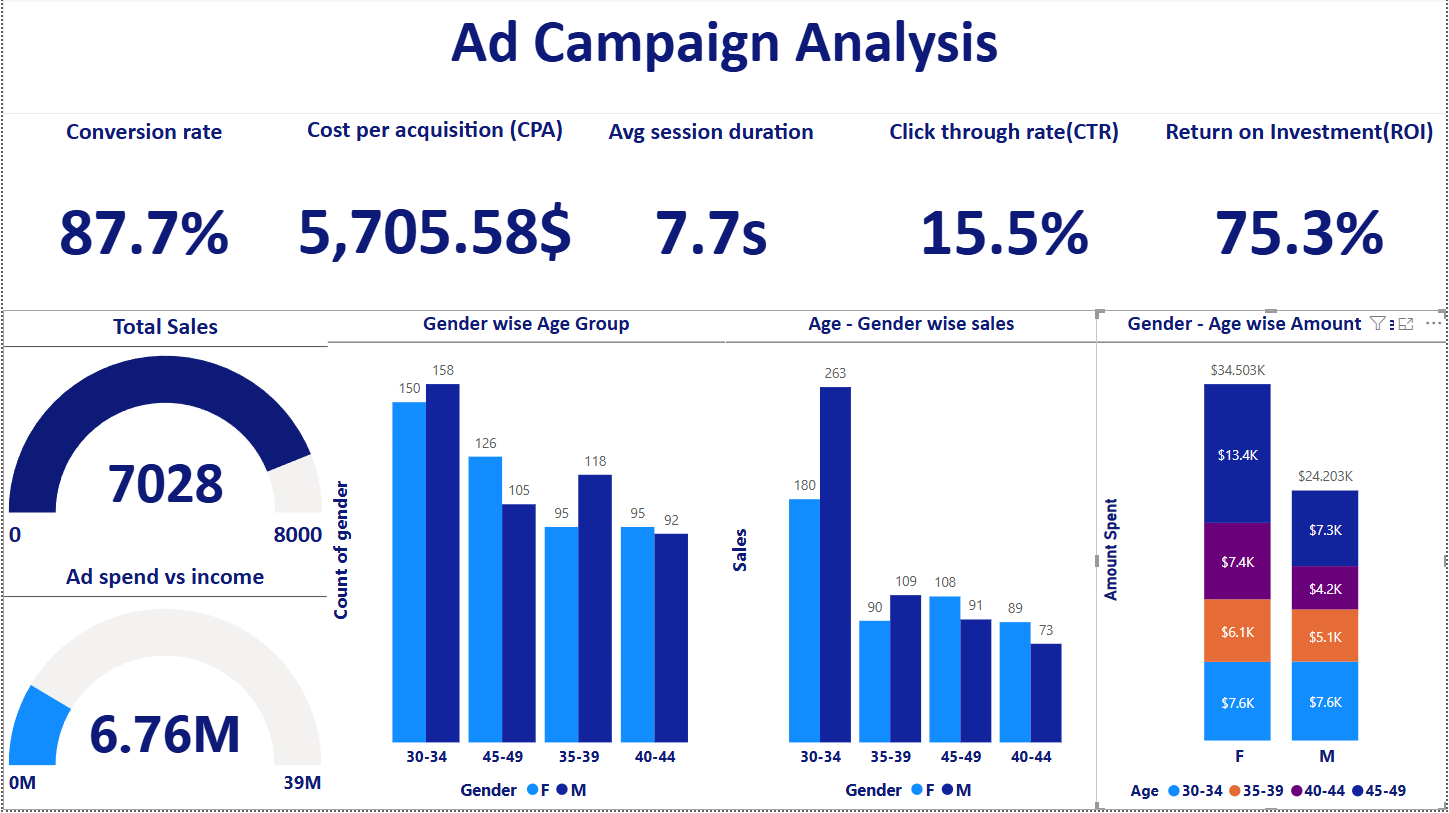 Ad Campaign Analysis
Conversion rate
87.7%
Cost per acquisition (CPA)
5,705.58$
Avg session duration
7.7s
Click through rate(CTR)
15.5%
Return on Investment(ROI)
75.3%
Total Sales
7028
0
8000
Ad spend vs income
6.76M
0M
39M
Gender wise Age Group
Count of gender
150
158
126
105
95
118
95
92
30-34
45-49
35-39
40-44
Gender F M
Age - Gender wise sales
Sales
180
263
90
109
108
91
89
73
30-34
35-39
45-49
40-44
Gender F M
Gender - Age wise Amount
Amount Spent
$34.503K
$13.4K
$7.4K
$6.1K
$7.6K
$24.203K
$7.3K
$4.2K
$5.1K
$7.6K
F
M
Age 30-34 35-39 40-44 45-49